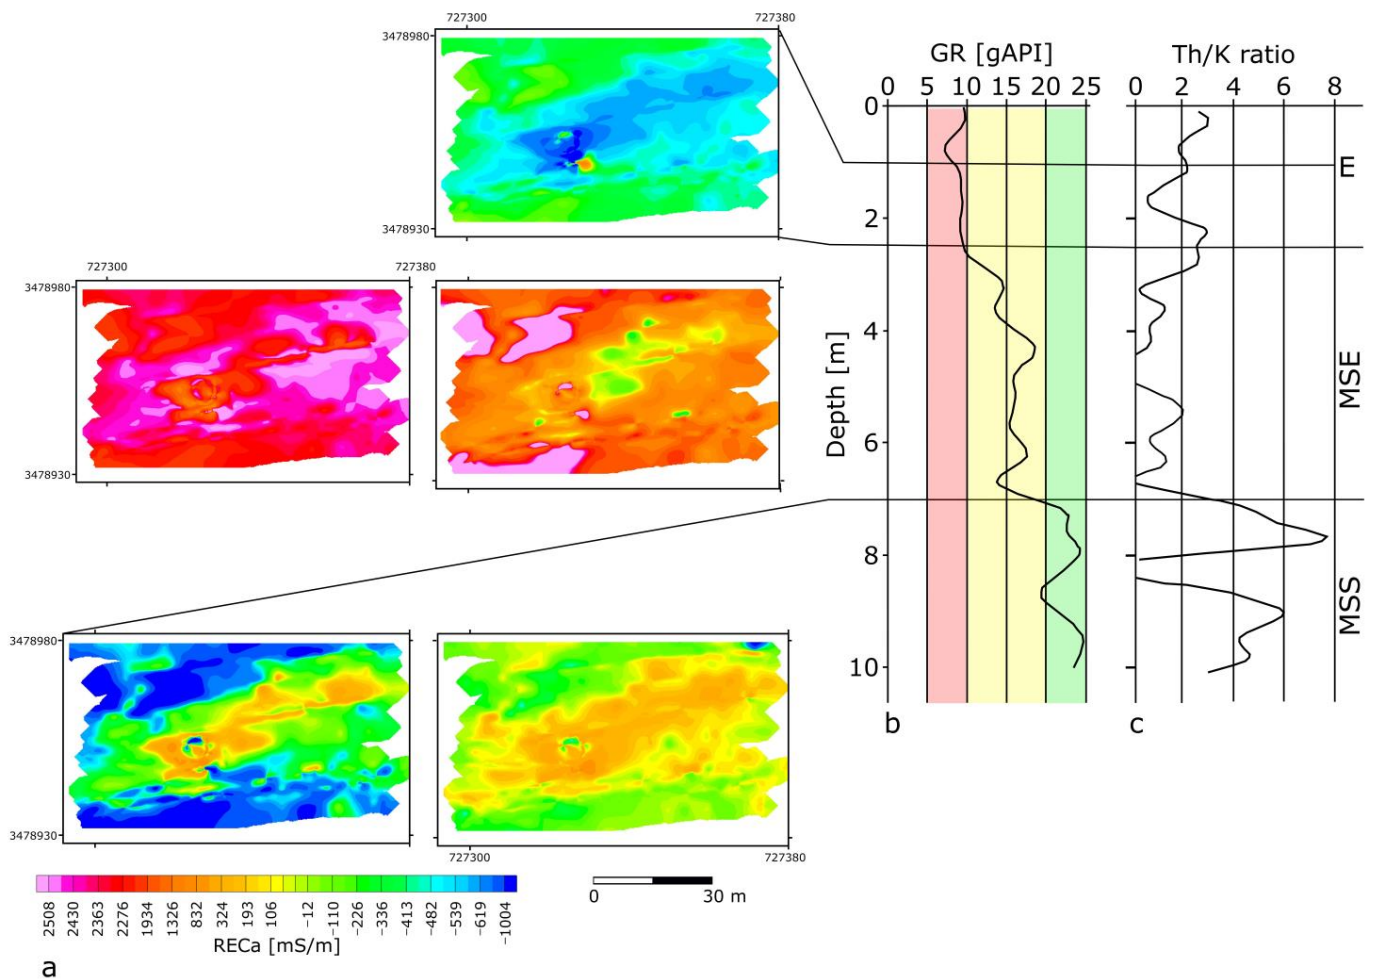 727300 727380
3478980
3478930
727300 727380
3478980
3478930
3478980
3478930
727300 727380
2508 2430 2363 2276 1934 1326 832 324 193 106 −12 −110 −226 −336 −413 −482 −539 −619 −1004
RECa [mS/m]
0 30 m
a
GR [gAPI]
0 5 10 15 20 25
0
2
4
6
8
10
Depth [m]
b
Th/K ratio
0 2 4 6 8
c
E
MSE
MSS